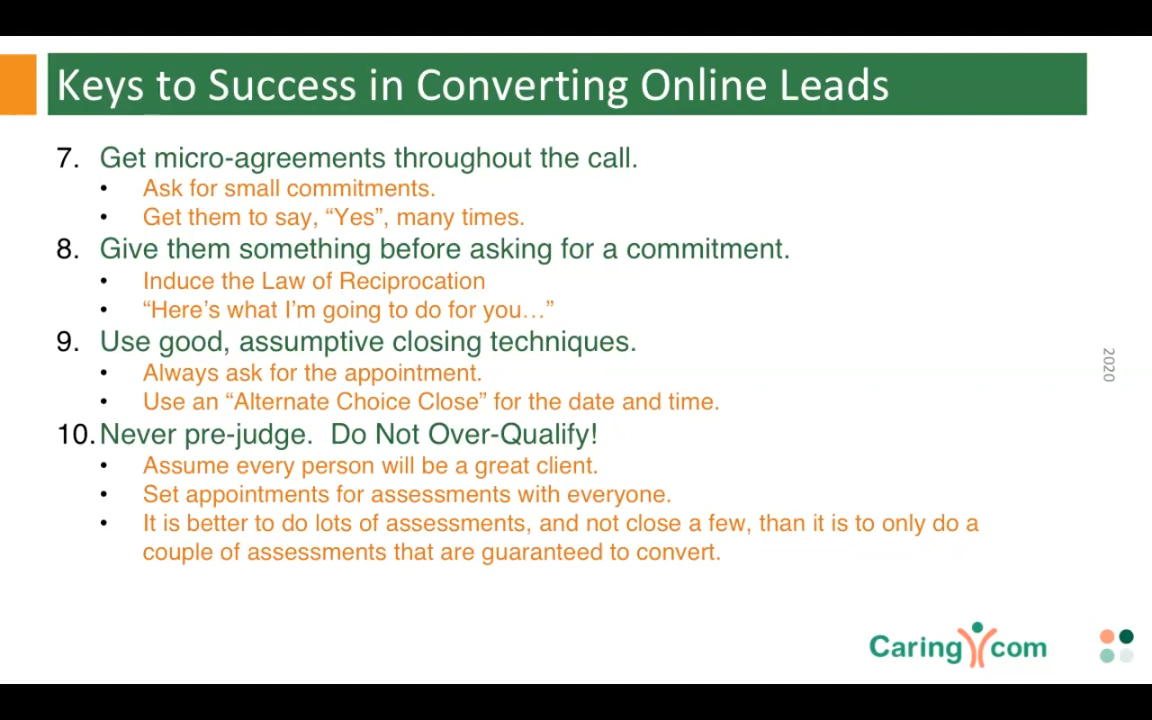 Keys to Success in Converting Online Leads
7. Get micro-agreements throughout the call.
• Ask for small commitments.
• Get them to say, “Yes”, many times.
8. Give them something before asking for a commitment.
• Induce the Law of Reciprocation
• “Here’s what I’m going to do for you…”
9. Use good, assumptive closing techniques.
• Always ask for the appointment.
• Use an “Alternate Choice Close” for the date and time.
10. Never pre-judge.  Do Not Over-Qualify!
• Assume every person will be a great client.
• Set appointments for assessments with everyone.
• It is better to do lots of assessments, and not close a few, than it is to only do a
couple of assessments that are guaranteed to convert.
2020
Caring com